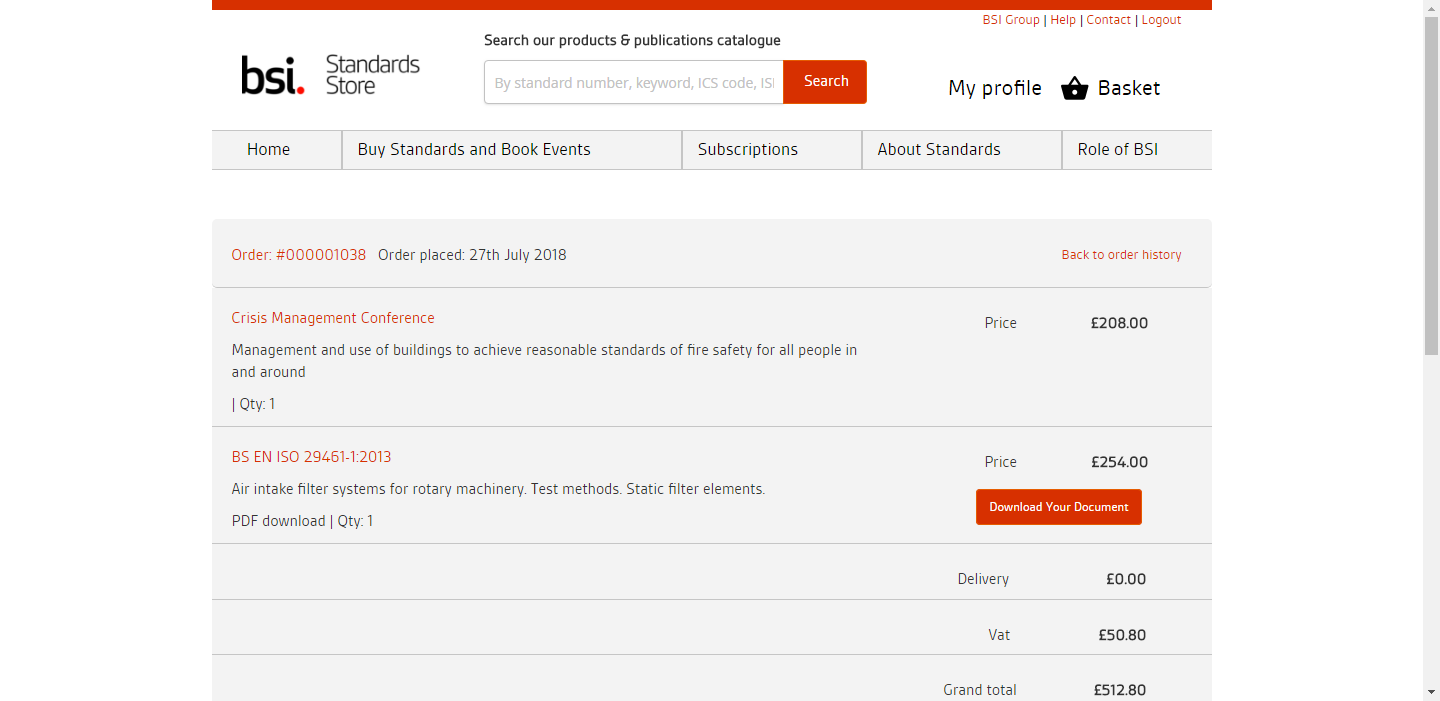 BSI Group | Help | Contact | Logout
Search our products & publications catalogue
bsi. Standards Store
By standard number, keyword, ICS code, ISI
Search
My profile
Basket
Home
Buy Standards and Book Events
Subscriptions
About Standards
Role of BSI
Order: #000001038 Order placed: 27th July 2018
Back to order history
Crisis Management Conference
Price £208.00
Management and use of buildings to achieve reasonable standards of fire safety for all people in
and around
| Qty: 1
BS EN ISO 29461-1:2013
Price £254.00
Air intake filter systems for rotary machinery. Test methods. Static filter elements.
Download Your Document
PDF download | Qty: 1
Delivery £0.00
Vat £50.80
Grand total £512.80